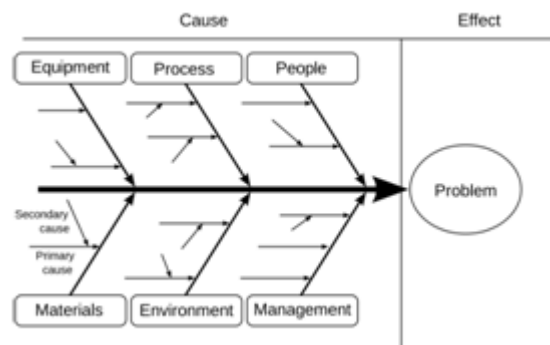 Cause
Effect
Equipment
Process
People
Problem
Secondary
cause
Primary
cause
Materials
Environment
Management